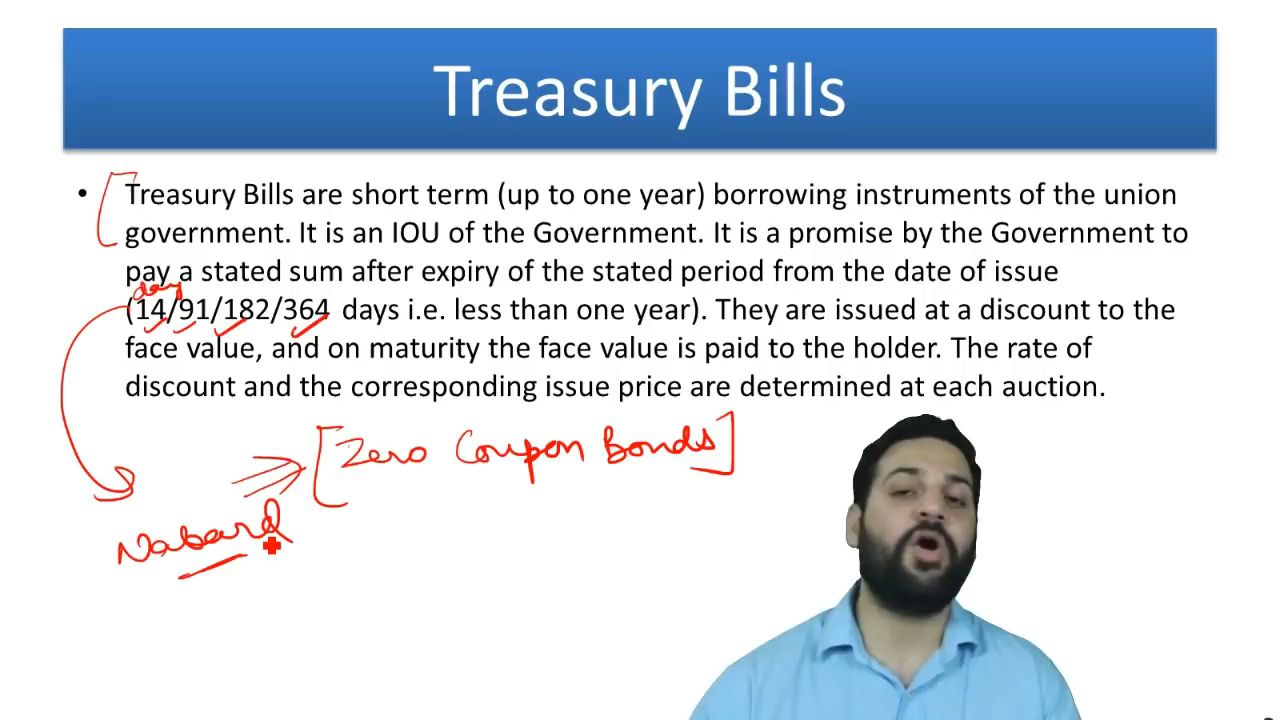 Treasury Bills
• Treasury Bills are short term (up to one year) borrowing instruments of the union
government. It is an IOU of the Government. It is a promise by the Government to
pay a stated sum after expiry of the stated period from the date of issue
day
(14/91/182/364 days i.e. less than one year). They are issued at a discount to the
face value, and on maturity the face value is paid to the holder. The rate of
discount and the corresponding issue price are determined at each auction.
[Zero Coupon Bonds]
Nabard